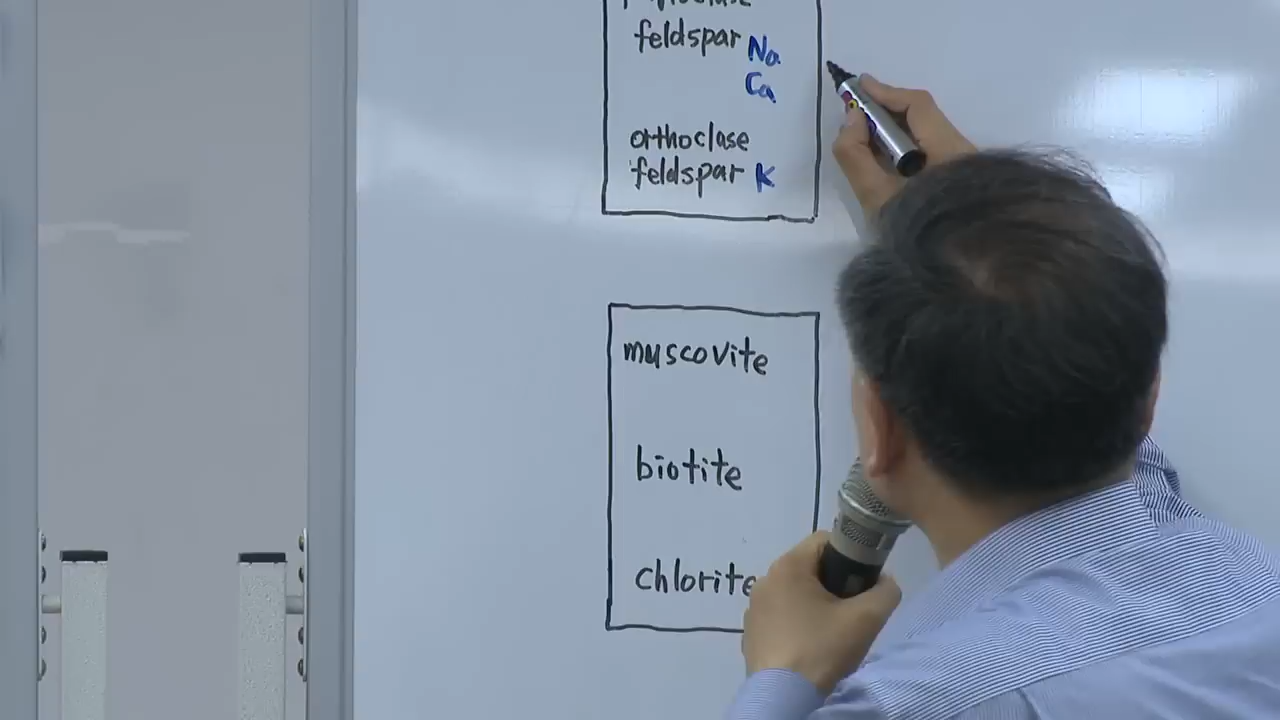 feldspar Na
Ca
orthoclase
feldspar K
muscovite
biotite
chlorite